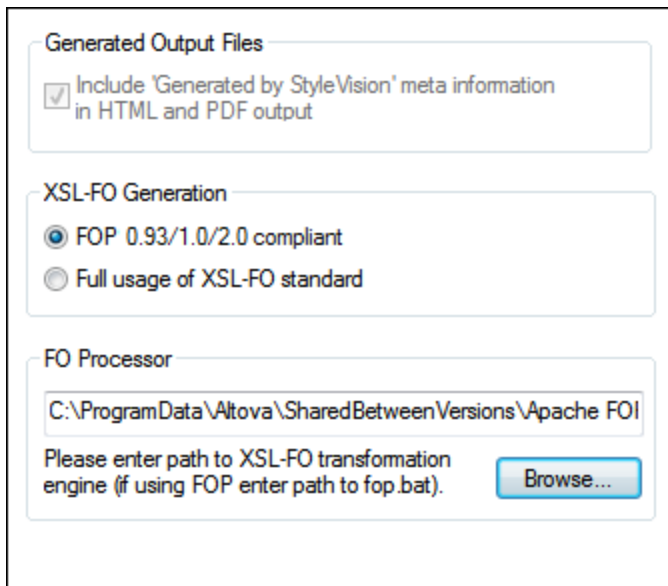 Generated Output Files
Include 'Generated by StyleVision' meta information
in HTML and PDF output
XSL-FO Generation
FOP 0.93/1.0/2.0 compliant
Full usage of XSL-FO standard
FO Processor
C:\ProgramData\Altova\SharedBetweenVersions\Apache
Please enter path to XSL-FO transformation
engine (if using FOP enter path to fop.bat).
Browse...